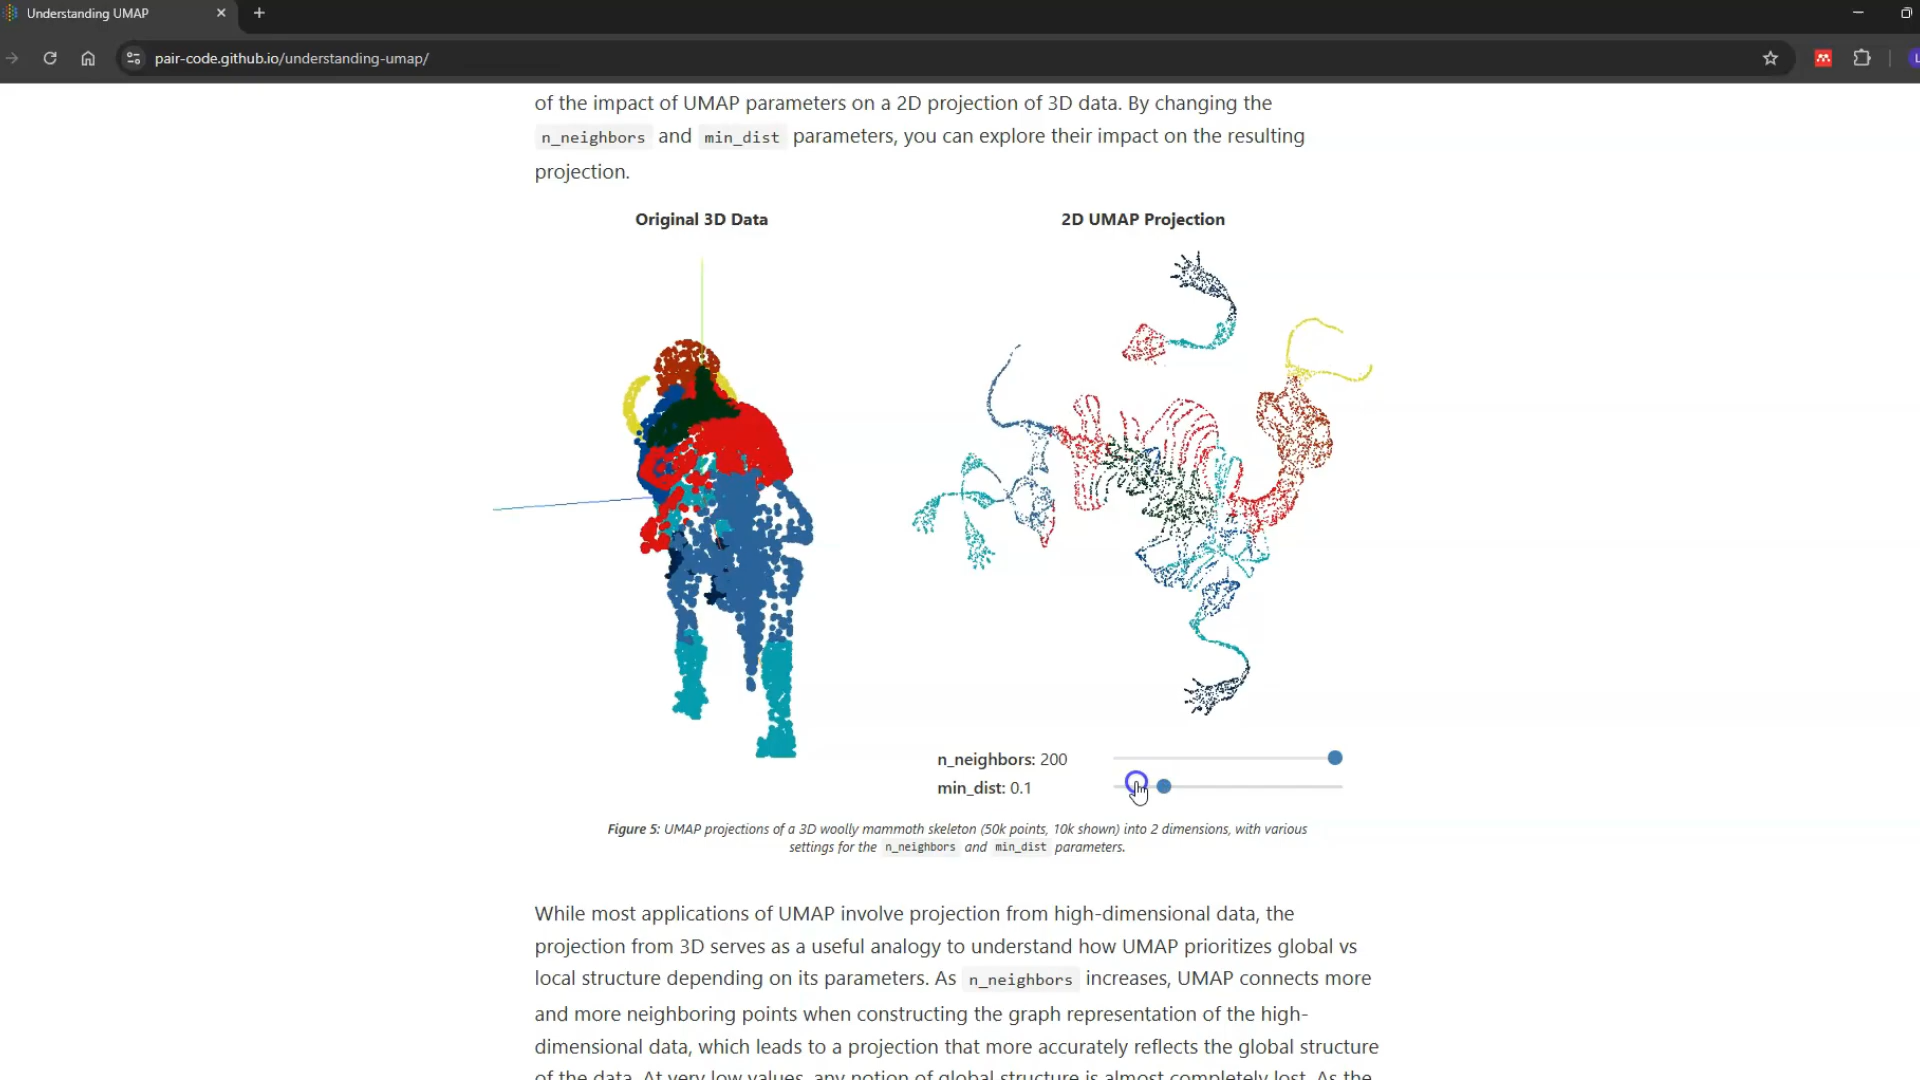 Understanding UMAP
pair-code.github.io/understanding-umap/
of the impact of UMAP parameters on a 2D projection of 3D data. By changing the
n_neighbors and min_dist parameters, you can explore their impact on the resulting
projection.
Original 3D Data
2D UMAP Projection
n_neighbors: 200
min_dist: 0.1
Figure 5: UMAP projections of a 3D woolly mammoth skeleton (50k points, 10k shown) into 2 dimensions, with various
settings for the n_neighbors and min_dist parameters.
While most applications of UMAP involve projection from high-dimensional data, the
projection from 3D serves as a useful analogy to understand how UMAP prioritizes global vs
local structure depending on its parameters. As n_neighbors increases, UMAP connects more
and more neighboring points when constructing the graph representation of the high-
dimensional data, which leads to a projection that more accurately reflects the global structure
of the data. At very low values, any notion of global structure is almost completely lost. As the